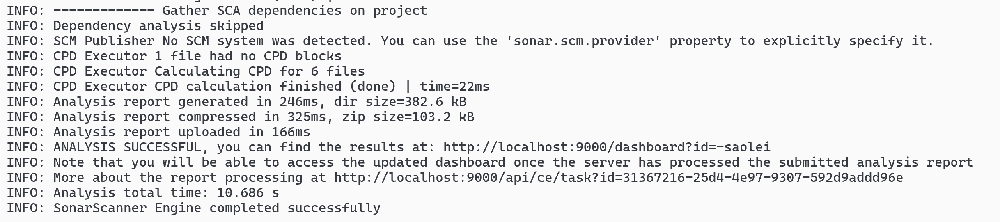 INFO: ------------- Gather SCA dependencies on project
INFO: Dependency analysis skipped
INFO: SCM Publisher No SCM system was detected. You can use the 'sonar.scm.provider' property to explicitly specify it.
INFO: CPD Executor 1 file had no CPD blocks
INFO: CPD Executor Calculating CPD for 6 files
INFO: CPD Executor CPD calculation finished (done) | time=22ms
INFO: Analysis report generated in 246ms, dir size=382.6 kB
INFO: Analysis report compressed in 325ms, zip size=103.2 kB
INFO: Analysis report uploaded in 166ms
INFO: ANALYSIS SUCCESSFUL, you can find the results at: http://localhost:9000/dashboard?id=-saolei
INFO: Note that you will be able to access the updated dashboard once the server has processed the submitted analysis report
INFO: More about the report processing at http://localhost:9000/api/ce/task?id=31367216-25d4-4e97-9307-592d9addd96e
INFO: Analysis total time: 10.686 s
INFO: SonarScanner Engine completed successfully